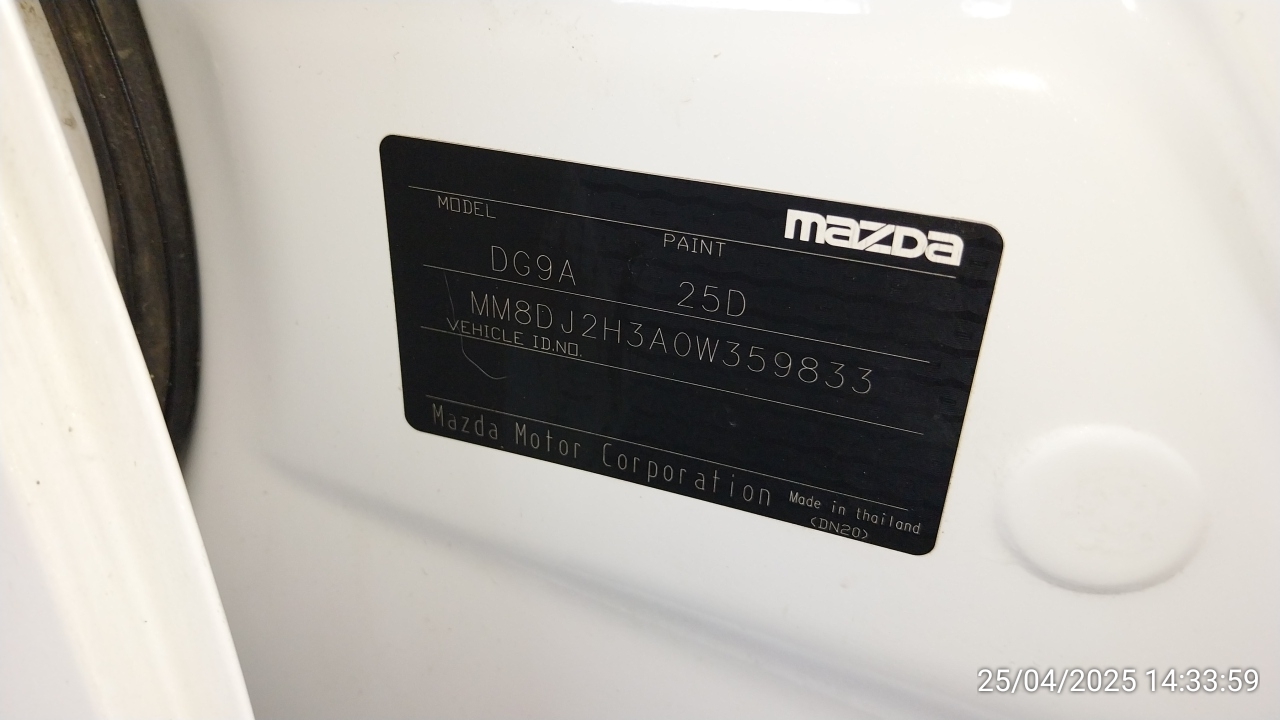 mazda
MODEL
PAINT
DG9A 25D
MM8DJ2H3A0W359833
VEHICLE ID.NO.
Mazda Motor Corporation Made in thailand
(DN20)
25/04/2025 14:33:59